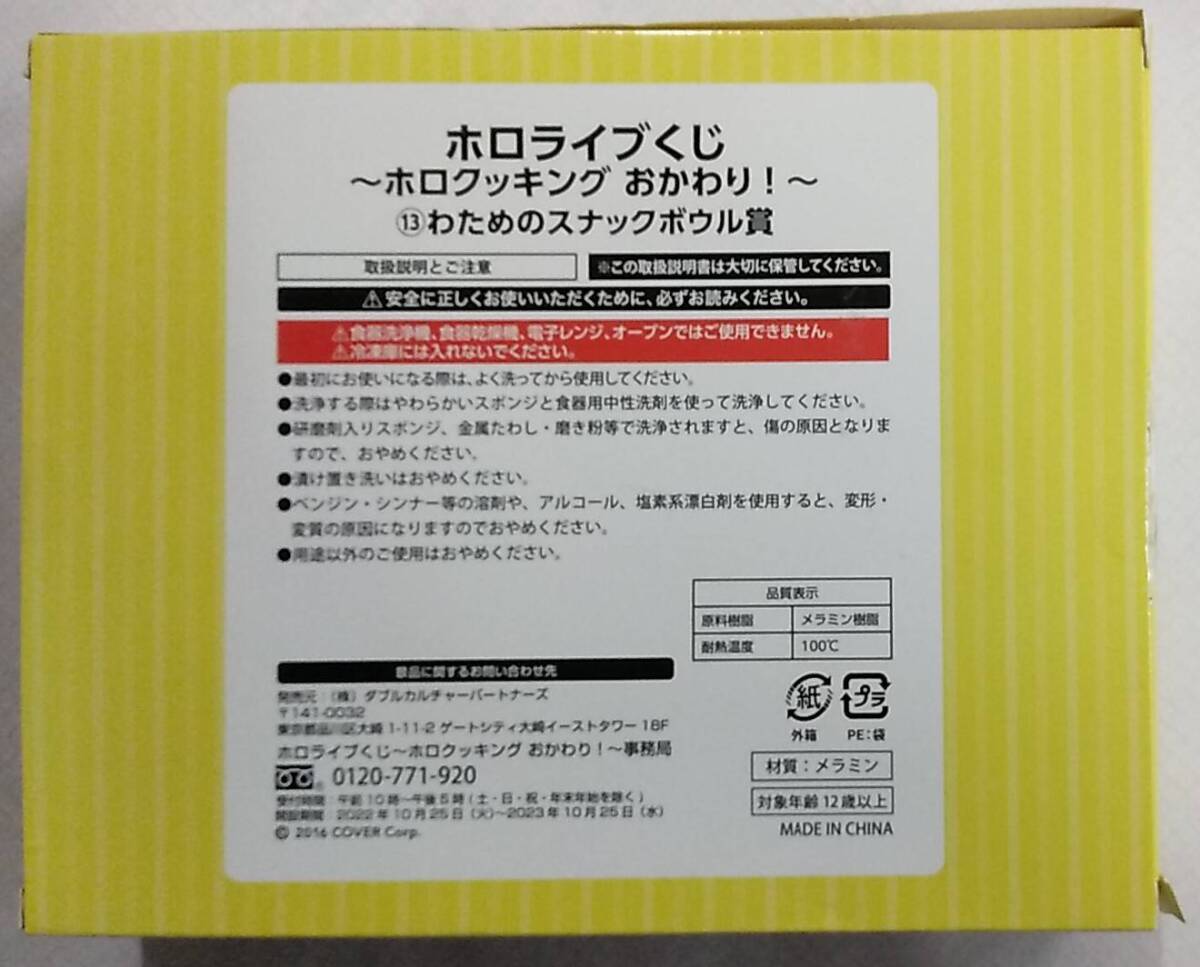 ホロライブくじ
～ホロクッキング おかわり！～
⑬わためのスナックボウル賞
取扱説明とご注意
※この取扱説明書は大切に保管してください。
⚠安全に正しくお使いいただくために、必ずお読みください。
⚠食器洗浄機、食器乾燥機、電子レンジ、オーブンではご使用できません。
⚠冷凍庫には入れないでください。
●最初にお使いになる際は、よく洗ってから使用してください。
●洗浄する際はやわらかいスポンジと食器用中性洗剤を使って洗浄してください。
●研磨剤入りスポンジ、金属たわし・磨き粉等で洗浄されますと、傷の原因となりま
すので、おやめください。
●漬け置き洗いはおやめください。
●ベンジン・シンナー等の溶剤や、アルコール、塩素系漂白剤を使用すると、変形・
変質の原因になりますのでおやめください。
●用途以外のご使用はおやめください。
品質表示
原料樹脂 メラミン樹脂
耐熱温度 100℃
景品に関するお問い合わせ先
発売元：（株）ダブルカルチャーパートナーズ
〒141-0032
東京都品川区大崎 1-11-2 ゲートシティ大崎イーストタワー 18F
ホロライブくじ～ホロクッキング おかわり！～事務局
0120-771-920
受付時間：午前 10 時～午後 5 時（土・日・祝・年末年始を除く）
開設期間：2022 年 10 月 25 日（火）～2023 年 10 月 25 日（水）
© 2016 COVER Corp.
紙 プラ
外箱 PE：袋
材質：メラミン
対象年齢 12 歳以上
MADE IN CHINA